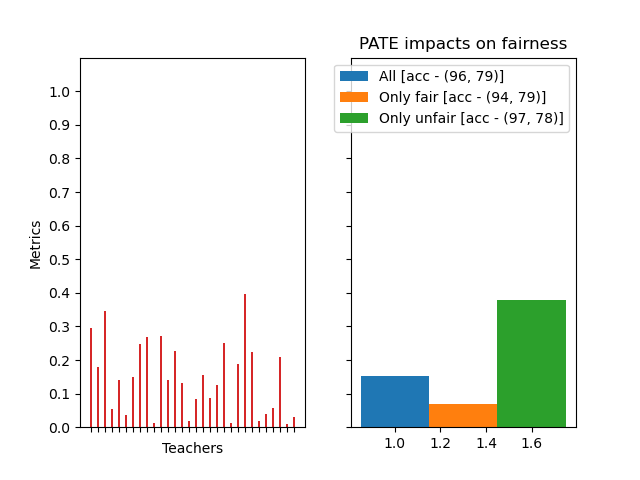 PATE impacts on fairness
All [acc - (96, 79)]
Only fair [acc - (94, 79)]
Only unfair [acc - (97, 78)]
Metrics
1.0
0.9
0.8
0.7
0.6
0.5
0.4
0.3
0.2
0.1
0.0
Teachers
1.0 1.2 1.4 1.6